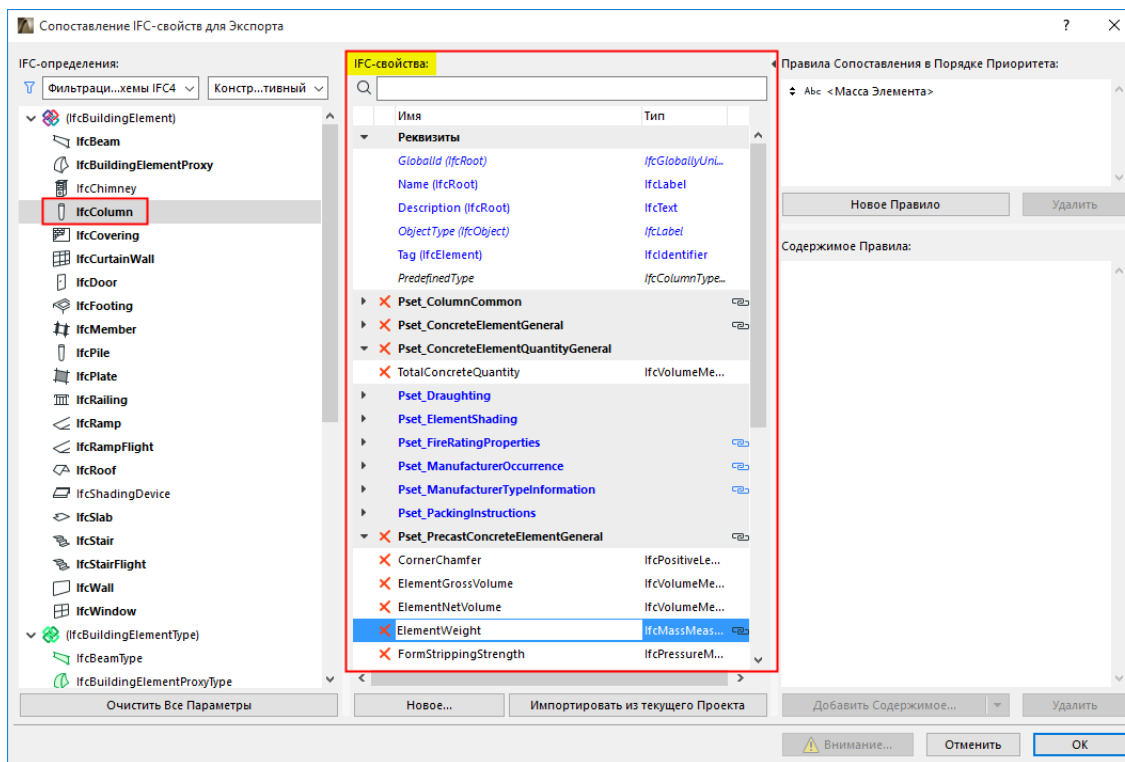 Сопоставление IFC-свойств для Экспорта
?
IFC-определения:
Фильтраци...хемы IFC4
Констр...тивный
(IfcBuildingElement)
IfcBeam
IfcBuildingElementProxy
IfcChimney
IfcColumn
IfcCovering
IfcCurtainWall
IfcDoor
IfcFooting
IfcMember
IfcPile
IfcPlate
IfcRailing
IfcRamp
IfcRampFlight
IfcRoof
IfcShadingDevice
IfcSlab
IfcStair
IfcStairFlight
IfcWall
IfcWindow
(IfcBuildingElementType)
IfcBeamType
IfcBuildingElementProxyType
Очистить Все Параметры
IFC-свойства:
Имя Тип
Реквизиты
GlobalId (IfcRoot) IfcGloballyUni...
Name (IfcRoot) IfcLabel
Description (IfcRoot) IfcText
ObjectType (IfcObject) IfcLabel
Tag (IfcElement) IfcIdentifier
PredefinedType IfcColumnType...
Pset_ColumnCommon
Pset_ConcreteElementGeneral
Pset_ConcreteElementQuantityGeneral
TotalConcreteQuantity IfcVolumeMe...
Pset_Draughting
Pset_ElementShading
Pset_FireRatingProperties
Pset_ManufacturerOccurrence
Pset_ManufacturerTypeInformation
Pset_PackingInstructions
Pset_PrecastConcreteElementGeneral
CornerChamfer IfcPositiveLe...
ElementGrossVolume IfcVolumeMe...
ElementNetVolume IfcVolumeMe...
ElementWeight IfcMassMeas...
FormStrippingStrength IfcPressureM...
Новое... Импортировать из текущего Проекта
Правила Сопоставления в Порядке Приоритета:
Abc <Масса Элемента>
Новое Правило Удалить
Содержимое Правила:
Добавить Содержимое... Удалить
Внимание... Отменить OK